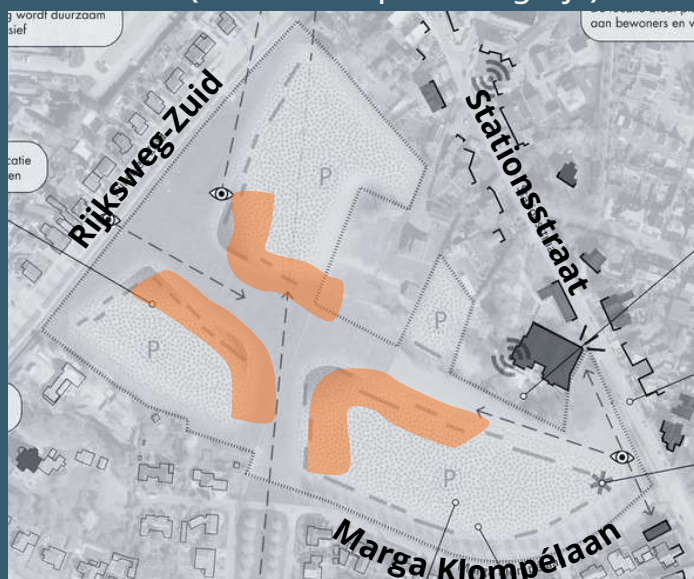 g wordt duurzaam
sief
aan bewoners en v
Rijksweg-Zuid
Stationsstraat
catie
en
P
P
P
P
Marga Klompélaan